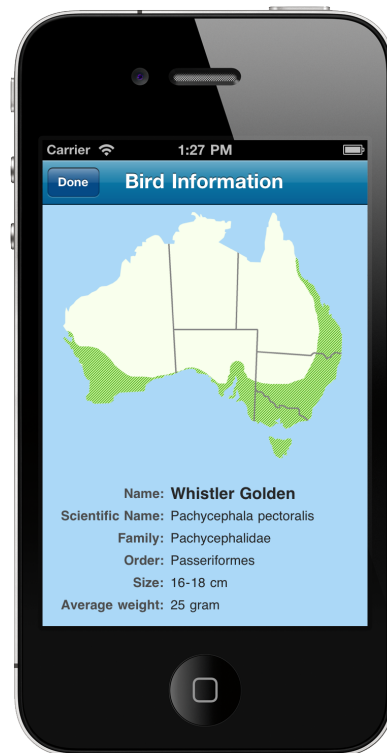 Carrier 1:27 PM
Done Bird Information
Name: Whistler Golden
Scientific Name: Pachycephala pectoralis
Family: Pachycephalidae
Order: Passeriformes
Size: 16-18 cm
Average weight: 25 gram